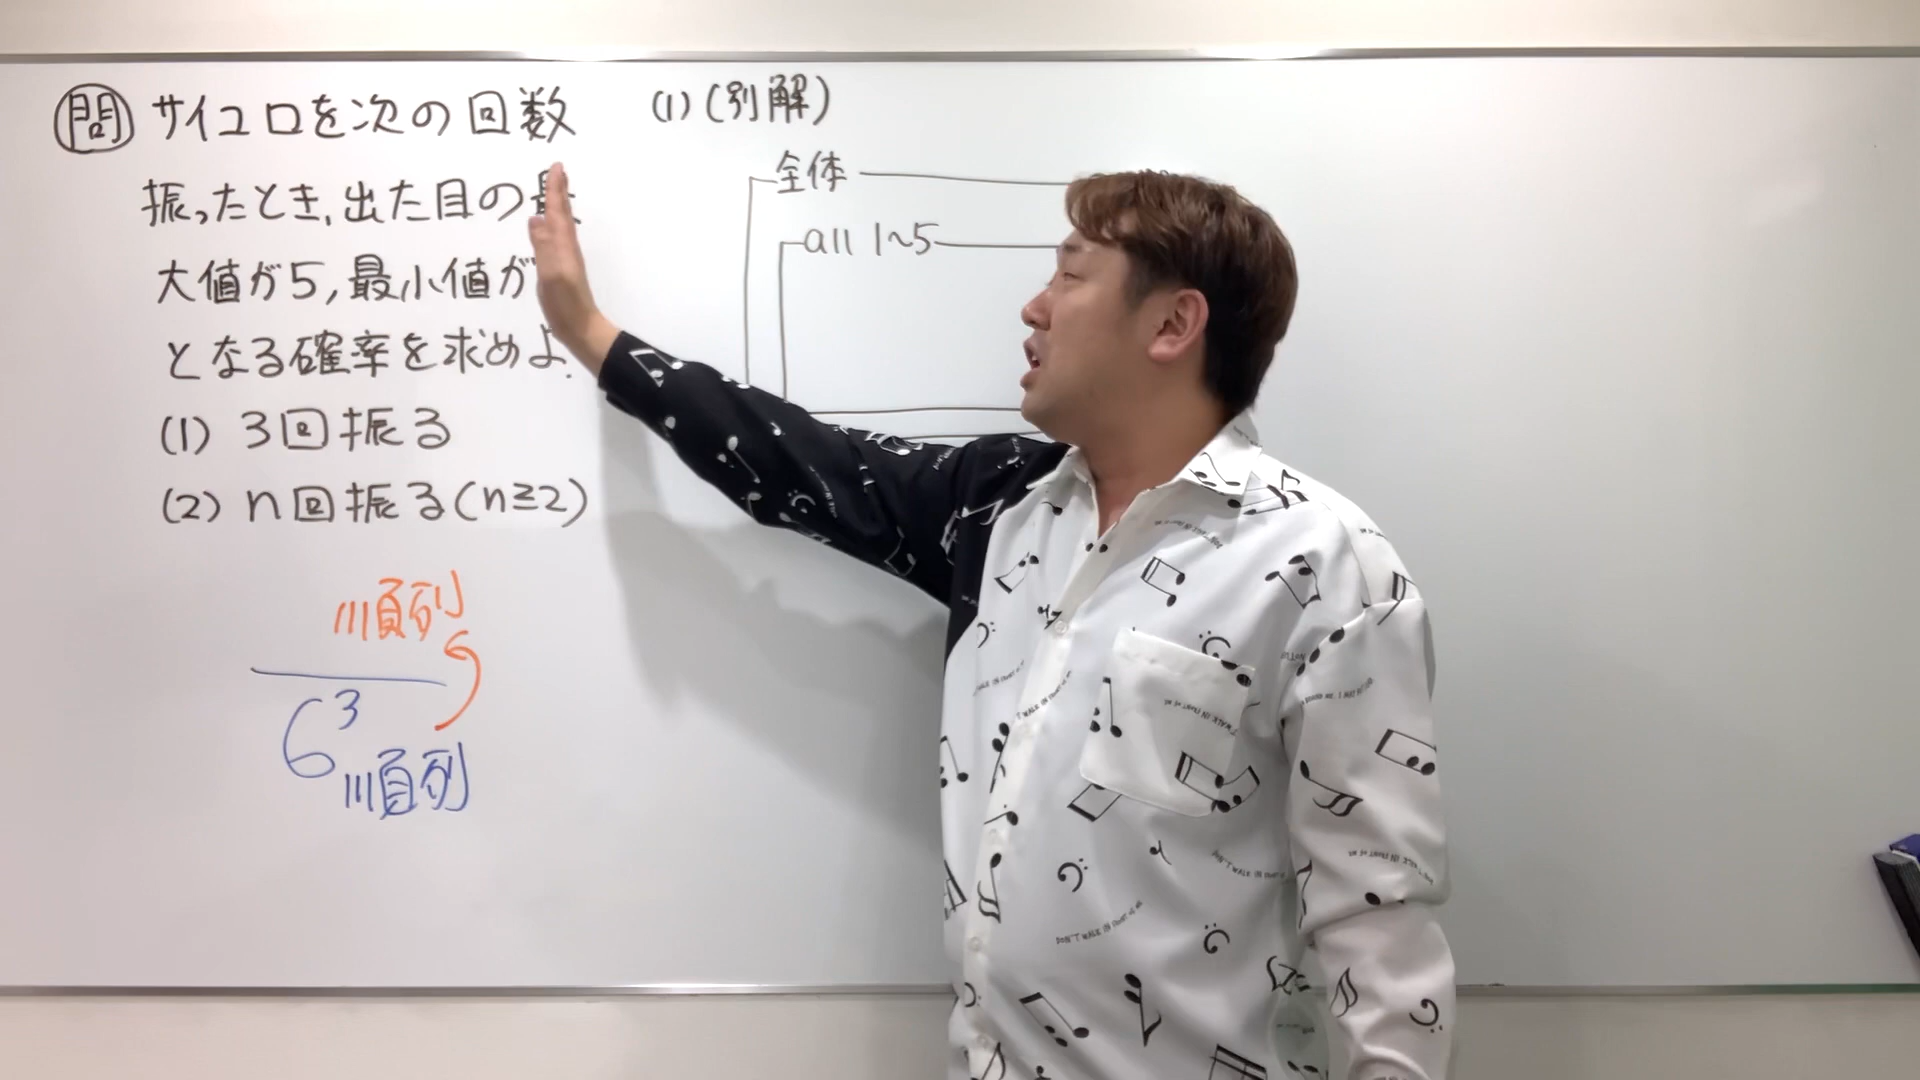 問 サイコロを次の回数
振ったとき、出た目の最
大値が5,最小値が
となる確率を求めよ.
(1) 3回振る
(2) n回振る(n≧2)
順列
6³
順列
(1)(別解)
全体
all 1~5